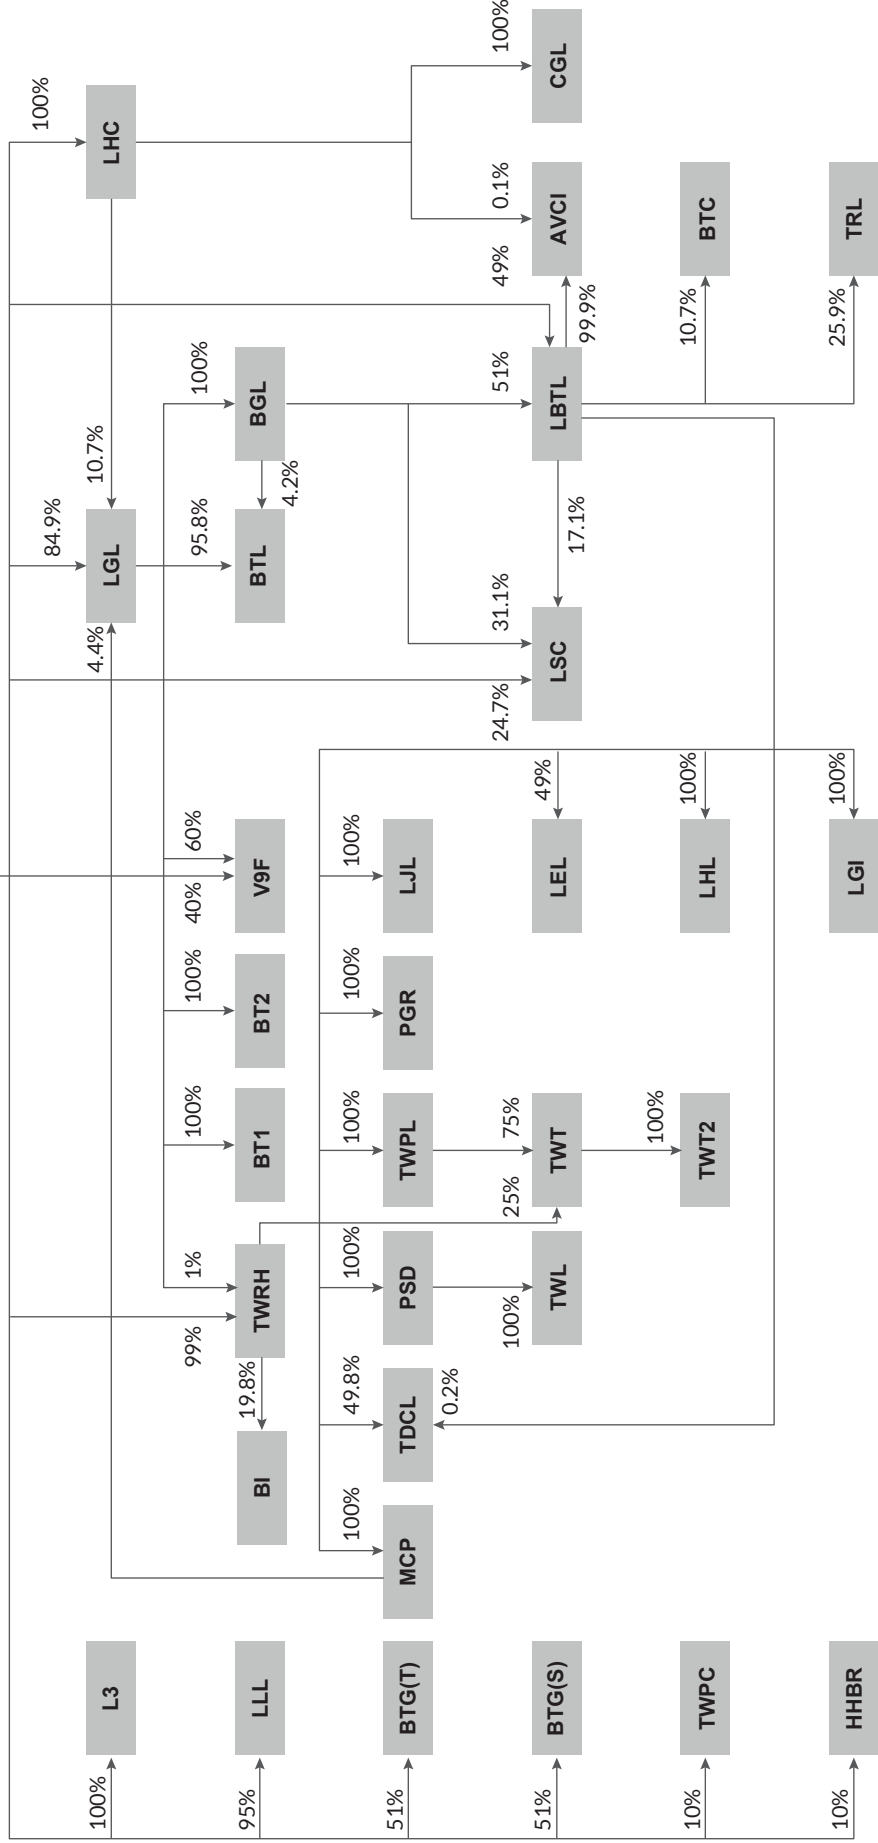 100%
L3
95%
LLL
51%
BTG(T)
51%
BTG(S)
10%
TWPC
10%
HHBR
84.9%
100%
4.4%
LGL
10.7%
LHC
99%
1%
100%
100%
40%
60%
95.8%
100%
BI
19.8%
TWRH
BT1
BT2
V9F
BTL
4.2%
BGL
100%
49.8%
100%
100%
100%
100%
MCP
TDCL
PSD
TWPL
PGR
LJL
0.2%
100%
25%
75%
24.7%
31.1%
51%
49%
0.1%
100%
TWL
TWT
LEL
49%
LSC
17.1%
LBTL
99.9%
AVCI
CGL
100%
TWT2
LHL
100%
10.7%
BTC
LGI
100%
25.9%
TRL